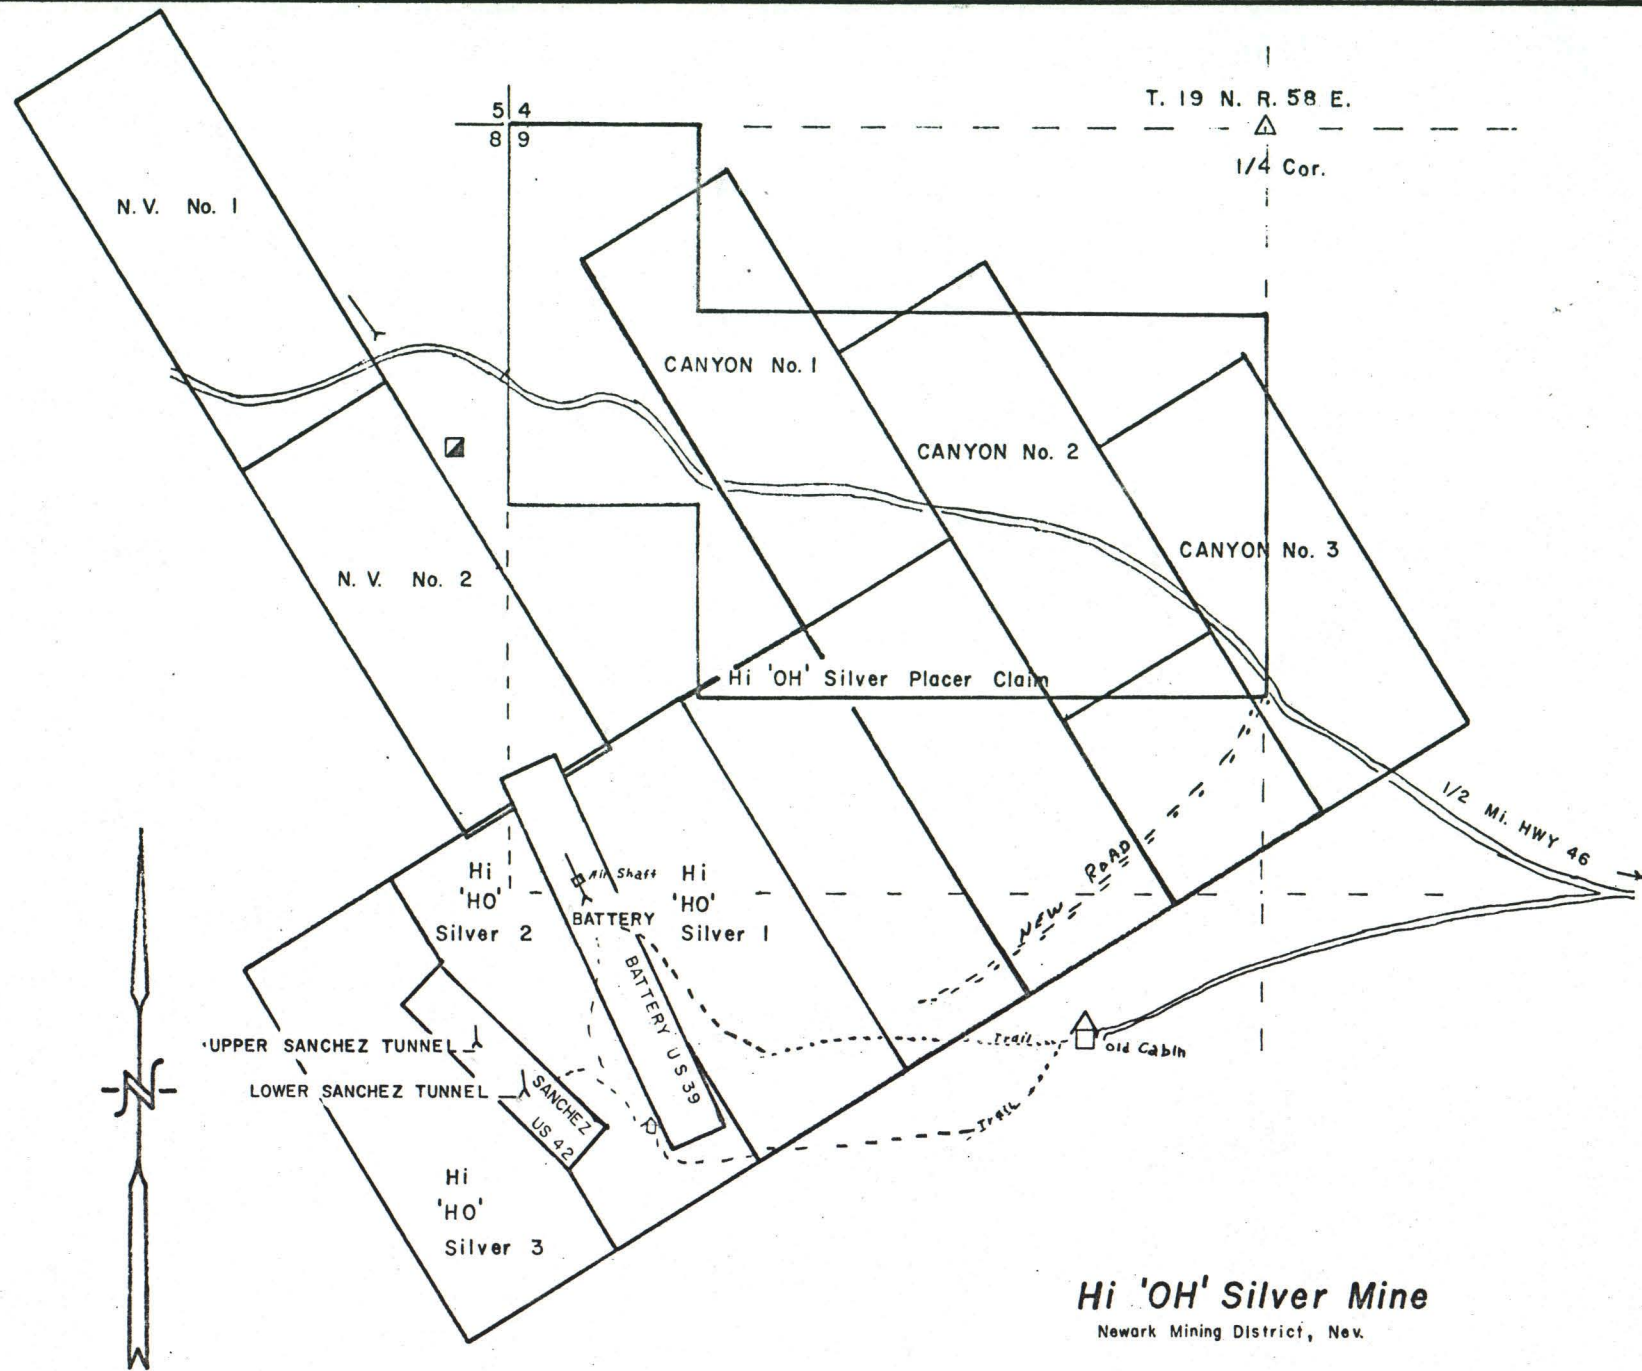 T. 19 N. R. 58 E.
5 4
8 9
1/4 Cor.
N. V. No. 1
CANYON No. 1
CANYON No. 2
CANYON No. 3
N. V. No. 2
Hi 'OH' Silver Placer Claim
1/2 Mi. HWY 46
Hi
'HO'
Silver 2
Air Shaft
Hi
'HO'
Silver 1
BATTERY
BATTERY US 39
NEW ROAD
UPPER SANCHEZ TUNNEL
LOWER SANCHEZ TUNNEL
SANCHEZ
US 42
Trail
Old Cabin
Trail
N
Hi
'HO'
Silver 3
Hi 'OH' Silver Mine
Newark Mining District, Nev.